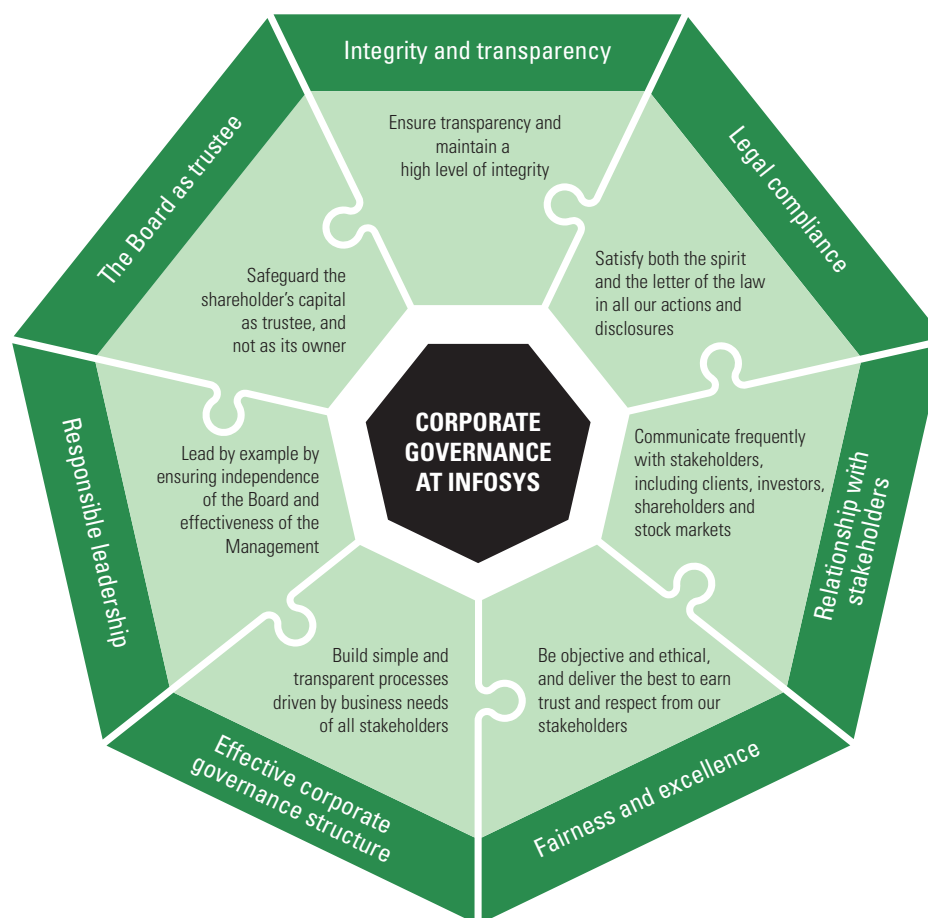 Integrity and transparency
Ensure transparency and
maintain a
high level of integrity
Legal compliance
Satisfy both the spirit
and the letter of the law
in all our actions and
disclosures
Relationship with
stakeholders
Communicate frequently
with stakeholders,
including clients, investors,
shareholders and
stock markets
Fairness and excellence
Be objective and ethical,
and deliver the best to earn
trust and respect from our
stakeholders
Effective corporate
governance structure
Build simple and
transparent processes
driven by business needs
of all stakeholders
Responsible leadership
Lead by example by
ensuring independence
of the Board and
effectiveness of the
Management
The Board as trustee
Safeguard the
shareholder’s capital
as trustee, and
not as its owner
CORPORATE
GOVERNANCE
AT INFOSYS